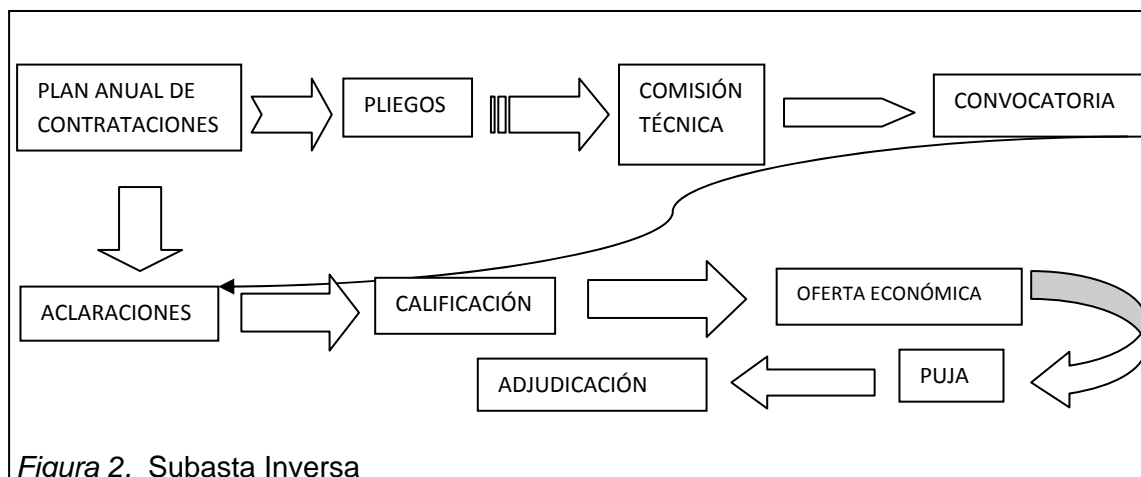 PLAN ANUAL DE
CONTRATACIONES
PLIEGOS
COMISIÓN
TÉCNICA
CONVOCATORIA
ACLARACIONES
CALIFICACIÓN
OFERTA ECONÓMICA
PUJA
ADJUDICACIÓN
Figura 2. Subasta Inversa